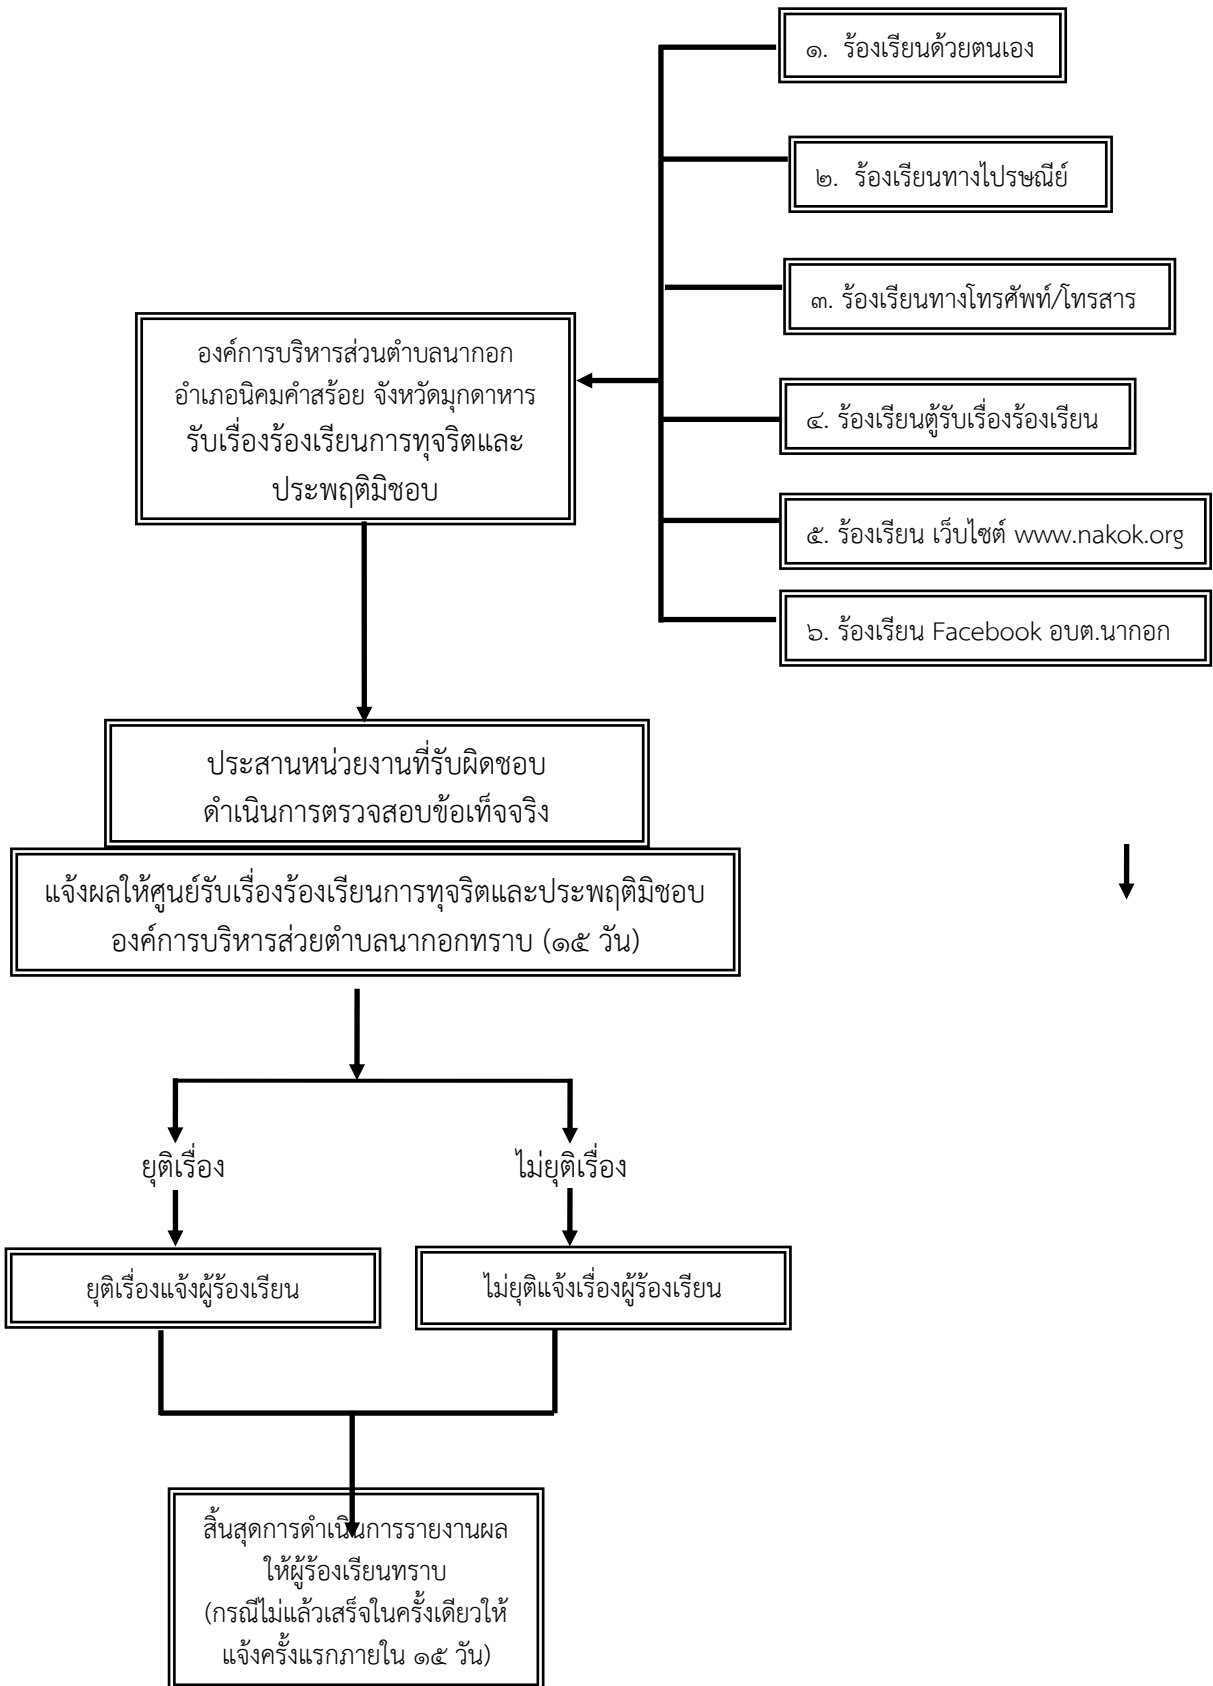 ๑. ร้องเรียนด้วยตนเอง
๒. ร้องเรียนทางไปรษณีย์
๓. ร้องเรียนทางโทรศัพท์/โทรสาร
องค์การบริหารส่วนตำบลนากอก
อำเภอนิคมคำสร้อย จังหวัดมุกดาหาร
รับเรื่องร้องเรียนการทุจริตและ
ประพฤติมิชอบ
๔. ร้องเรียนตู้รับเรื่องร้องเรียน
๕. ร้องเรียน เว็บไซต์ www.nakok.org
๖. ร้องเรียน Facebook อบต.นากอก
ประสานหน่วยงานที่รับผิดชอบ
ดำเนินการตรวจสอบข้อเท็จจริง
แจ้งผลให้ศูนย์รับเรื่องร้องเรียนการทุจริตและประพฤติมิชอบ
องค์การบริหารส่วยตำบลนากอกทราบ (๑๕ วัน)
ยุติเรื่อง
ไม่ยุติเรื่อง
ยุติเรื่องแจ้งผู้ร้องเรียน
ไม่ยุติแจ้งเรื่องผู้ร้องเรียน
สิ้นสุดการดำเนินการรายงานผล
ให้ผู้ร้องเรียนทราบ
(กรณีไม่แล้วเสร็จในครั้งเดียวให้
แจ้งครั้งแรกภายใน ๑๕ วัน)